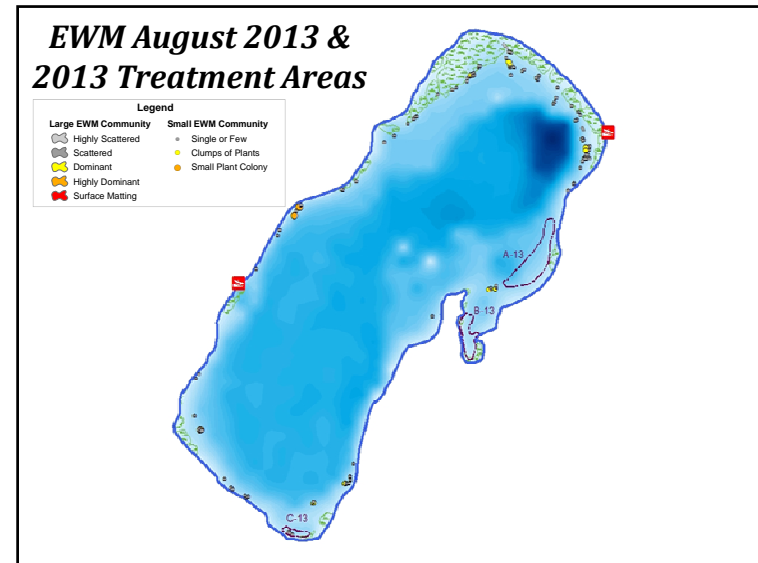 EWM August 2013 &
2013 Treatment Areas
Legend
Large EWM Community
Highly Scattered
Scattered
Dominant
Highly Dominant
Surface Matting
Small EWM Community
Single or Few
Clumps of Plants
Small Plant Colony
A-13
B-13
C-13